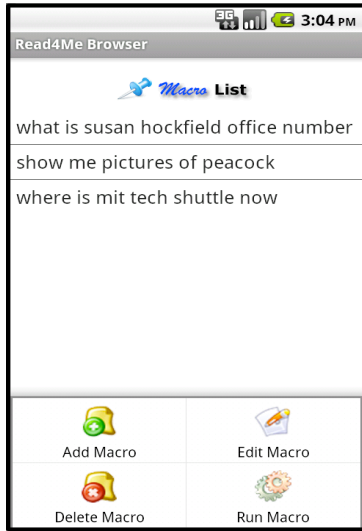 3G 3:04 PM
Read4Me Browser
Macro List
what is susan hockfield office number
show me pictures of peacock
where is mit tech shuttle now
Add Macro Edit Macro
Delete Macro Run Macro